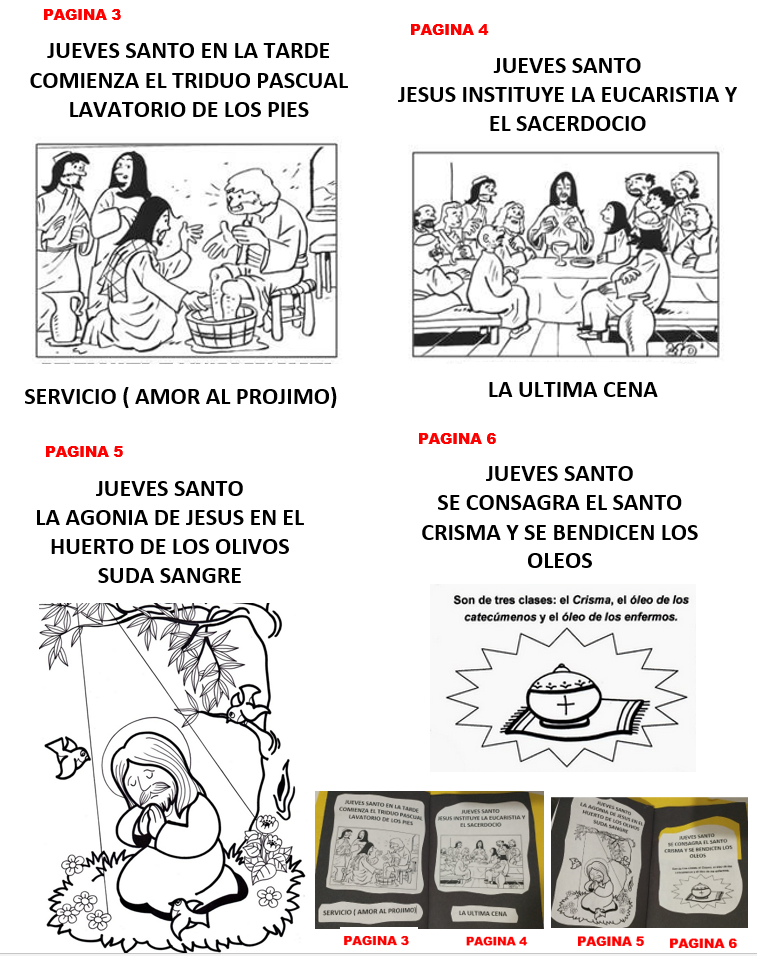 PAGINA 3
JUEVES SANTO EN LA TARDE
COMIENZA EL TRIDUO PASCUAL
LAVATORIO DE LOS PIES
SERVICIO ( AMOR AL PROJIMO)
PAGINA 4
JUEVES SANTO
JESUS INSTITUYE LA EUCARISTIA Y
EL SACERDOCIO
LA ULTIMA CENA
PAGINA 5
JUEVES SANTO
LA AGONIA DE JESUS EN EL
HUERTO DE LOS OLIVOS
SUDA SANGRE
PAGINA 6
JUEVES SANTO
SE CONSAGRA EL SANTO
CRISMA Y SE BENDICEN LOS
OLEOS
Son de tres clases: el Crisma, el óleo de los
catecúmenos y el óleo de los enfermos.
JUEVES SANTO EN LA TARDE
COMIENZA EL TRIDUO PASCUAL
LAVATORIO DE LOS PIES
SERVICIO ( AMOR AL PROJIMO)
PAGINA 3
JUEVES SANTO
JESUS INSTITUYE LA EUCARISTIA Y
EL SACERDOCIO
LA ULTIMA CENA
PAGINA 4
JUEVES SANTO
LA AGONIA DE JESUS EN EL
HUERTO DE LOS OLIVOS
SUDA SANGRE
PAGINA 5
JUEVES SANTO
SE CONSAGRA EL SANTO
CRISMA Y SE BENDICEN LOS
OLEOS
PAGINA 6